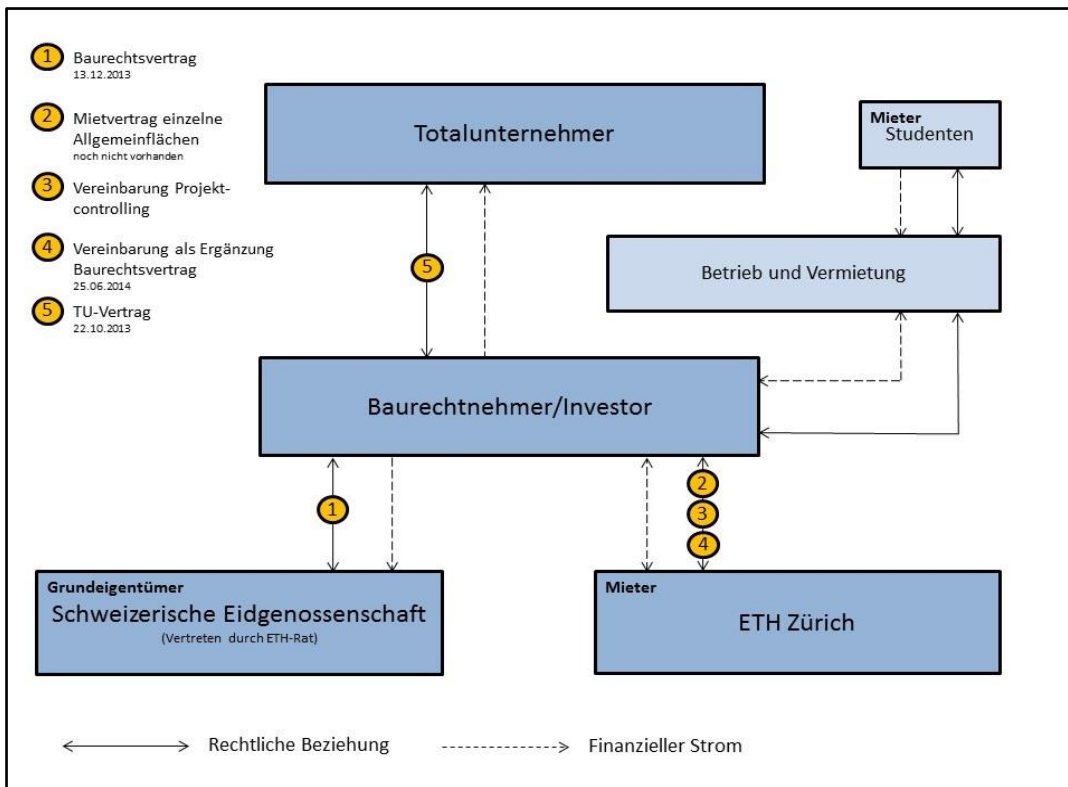 1 Baurechtsvertrag
13.12.2013
2 Mietvertrag einzelne
Allgemeinflächen
noch nicht vorhanden
3 Vereinbarung Projekt-
controlling
4 Vereinbarung als Ergänzung
Baurechtsvertrag
25.06.2014
5 TU-Vertrag
22.10.2013
Totalunternehmer
Mieter
Studenten
5
Betrieb und Vermietung
Baurechtnehmer/Investor
1
2
3
4
Grundeigentümer
Schweizerische Eidgenossenschaft
(Vertreten durch ETH-Rat)
Mieter
ETH Zürich
Rechtliche Beziehung
Finanzieller Strom